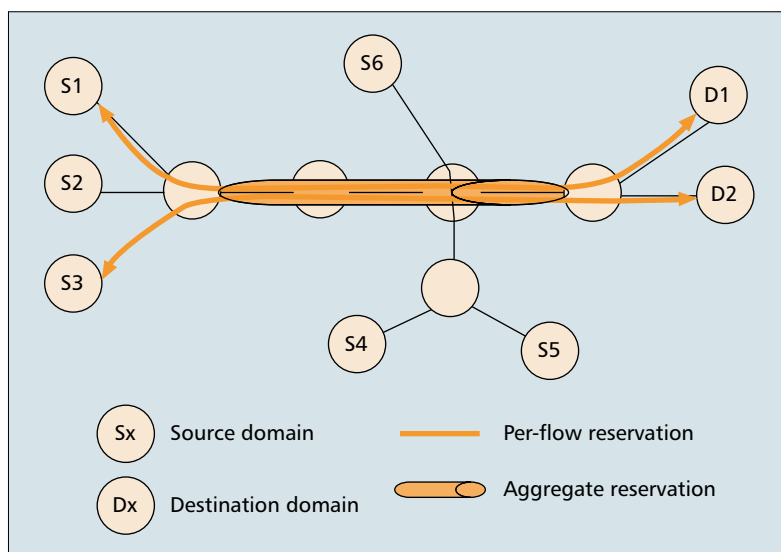 S6
S1
D1
S2
D2
S3
S4
S5
Sx Source domain
Per-flow reservation
Dx Destination domain
Aggregate reservation